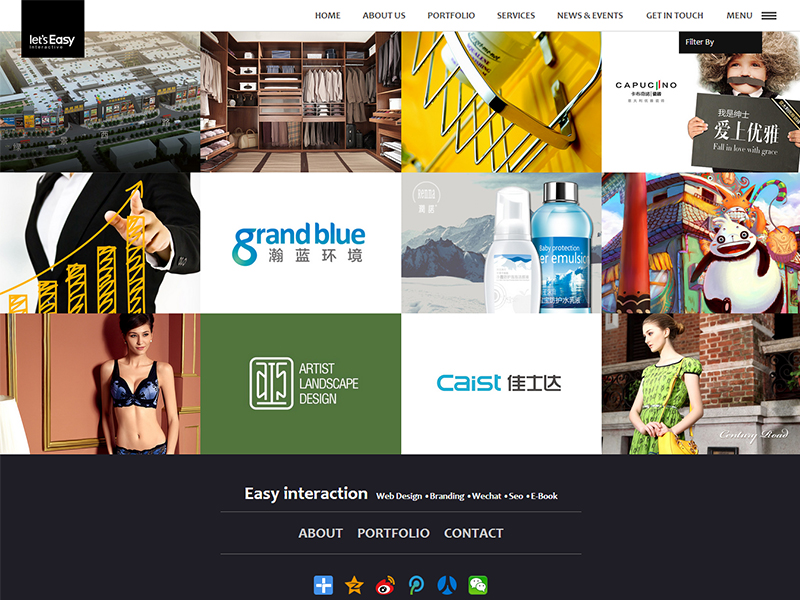 let's Easy
interactive
HOME
ABOUT US
PORTFOLIO
SERVICES
NEWS & EVENTS
GET IN TOUCH
MENU
Filter By
CAPUCINO
我是绅士
爱上优雅
Fall in love with grace
grand blue
瀚蓝环境
Baby protection
er emulsion
ARTIST
LANDSCAPE
DESIGN
Caist 佳士达
Century Road
Easy interaction Web Design • Branding • Wechat • Seo • E-Book
ABOUT PORTFOLIO CONTACT